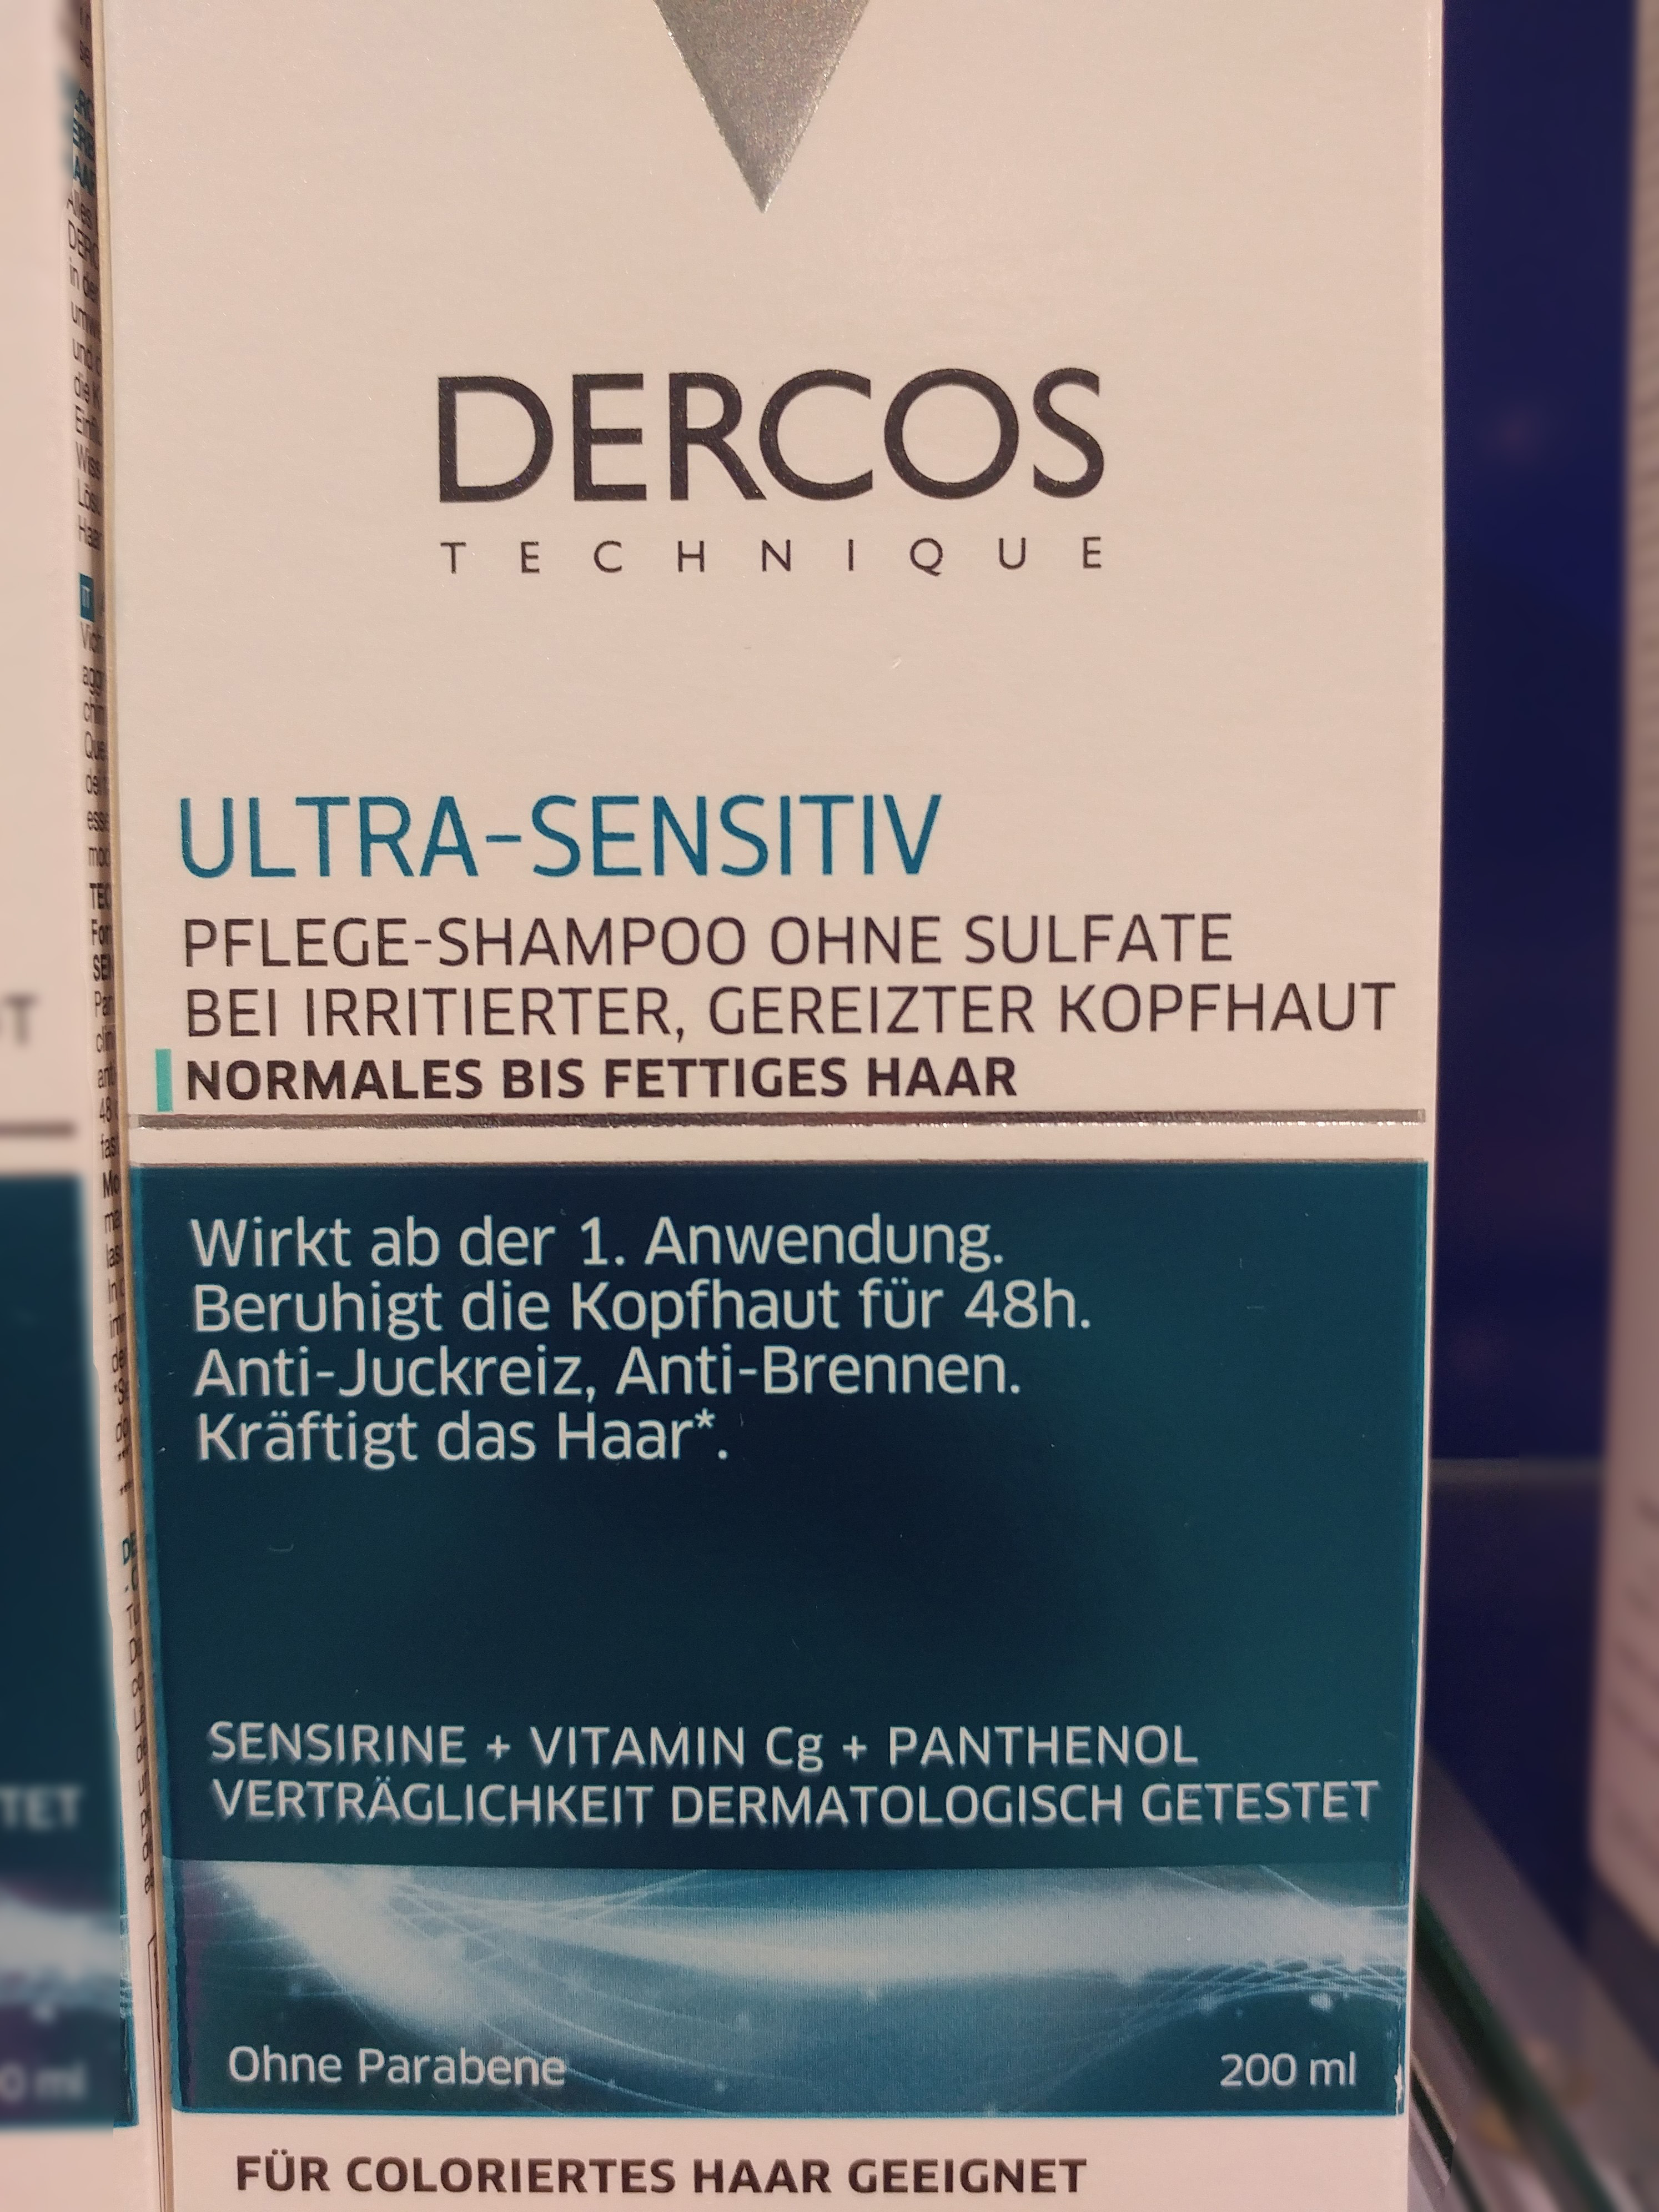 DERCOS
TECHNIQUE
ULTRA-SENSITIV
PFLEGE-SHAMPOO OHNE SULFATE
BEI IRRITIERTER, GEREIZTER KOPFHAUT
NORMALES BIS FETTIGES HAAR
Wirkt ab der 1. Anwendung.
Beruhigt die Kopfhaut für 48h.
Anti-Juckreiz, Anti-Brennen.
Kräftigt das Haar*.
SENSIRINE + VITAMIN Cg + PANTHENOL
VERTRÄGLICHKEIT DERMATOLOGISCH GETESTET
Ohne Parabene
200 ml
FÜR COLORIERTES HAAR GEEIGNET